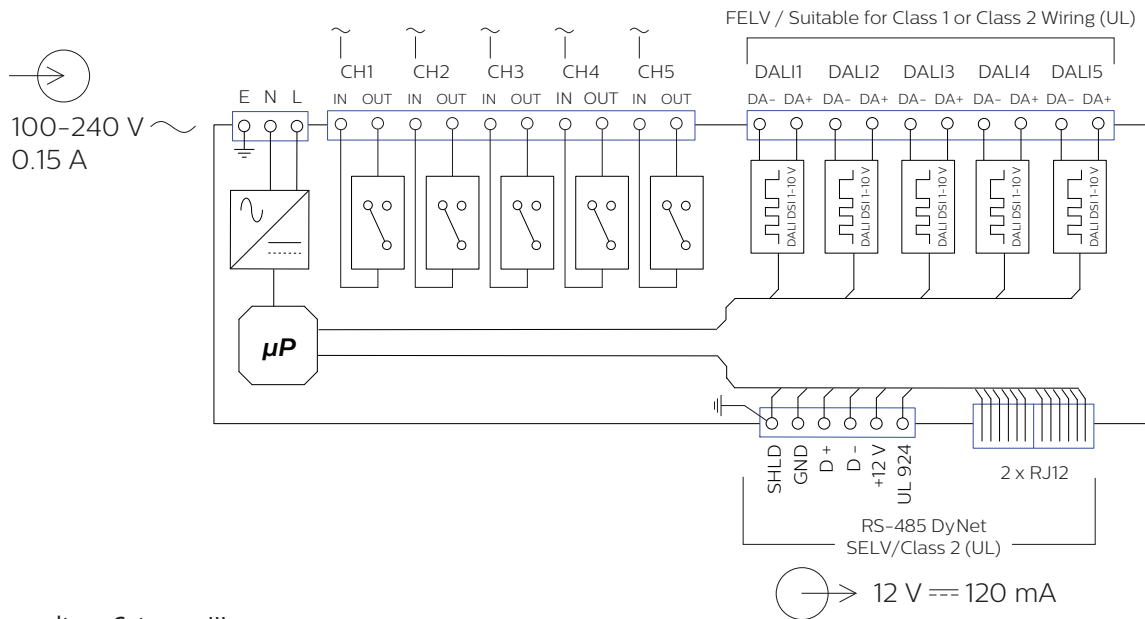 FELV / Suitable for Class 1 or Class 2 Wiring (UL)
CH1 CH2 CH3 CH4 CH5
DALI1 DALI2 DALI3 DALI4 DALI5
E N L
IN OUT IN OUT IN OUT IN OUT IN OUT
DA- DA+ DA- DA+ DA- DA+ DA- DA+ DA- DA+
100-240 V ~
0.15 A
DALI DSI 1-10 V
DALI DSI 1-10 V
DALI DSI 1-10 V
DALI DSI 1-10 V
DALI DSI 1-10 V
µP
SHLD
GND
D +
D -
+12 V
UL 924
2 x RJ12
RS-485 DyNet
SELV/Class 2 (UL)
12 V ⎓ 120 mA